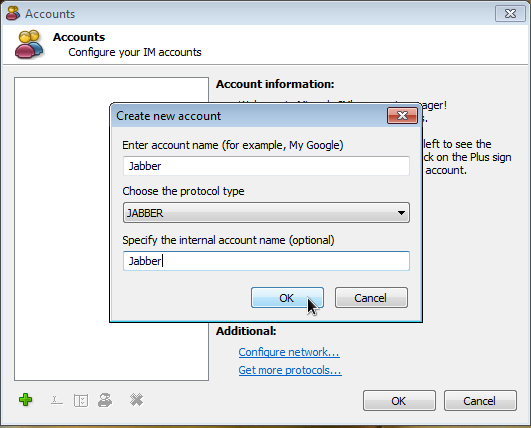 Accounts
Accounts
Configure your IM accounts
Account information:
ager!
s.
left to see the
ck on the Plus sign
account.
Create new account
Enter account name (for example, My Google)
Jabber
Choose the protocol type
JABBER
Specify the internal account name (optional)
Jabber
OK
Cancel
Additional:
Configure network...
Get more protocols...
OK
Cancel